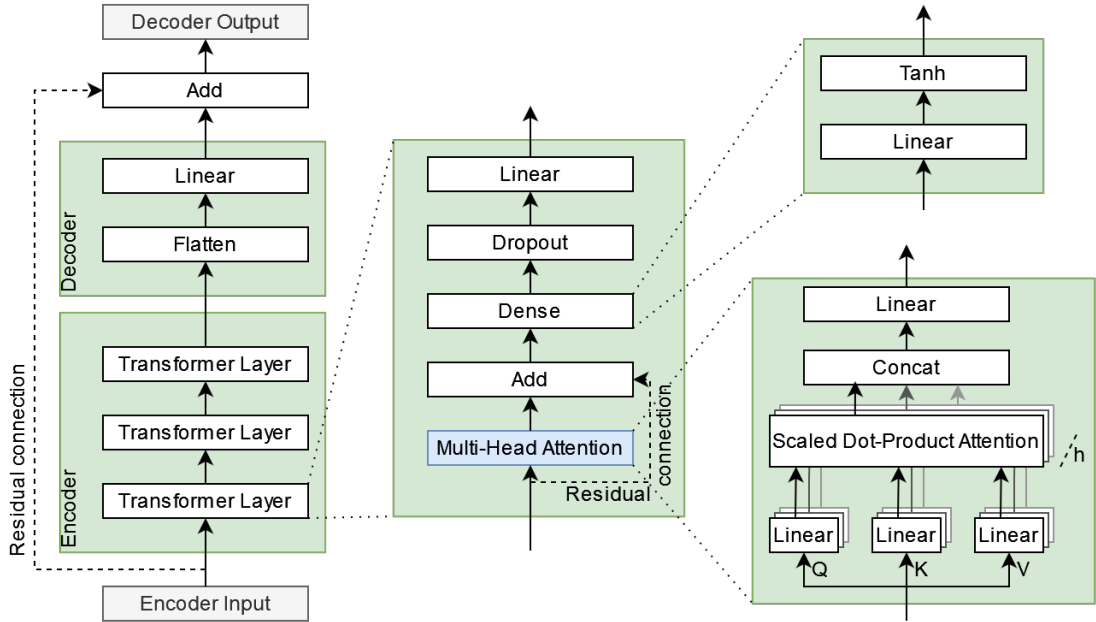 Decoder Output
Add
Linear
Flatten
Decoder
Transformer Layer
Transformer Layer
Transformer Layer
Encoder
Residual connection
Encoder Input
Linear
Dropout
Dense
Add
Multi-Head Attention
Residual
connection
Tanh
Linear
Linear
Concat
Scaled Dot-Product Attention
h
Linear Linear Linear
Q K V